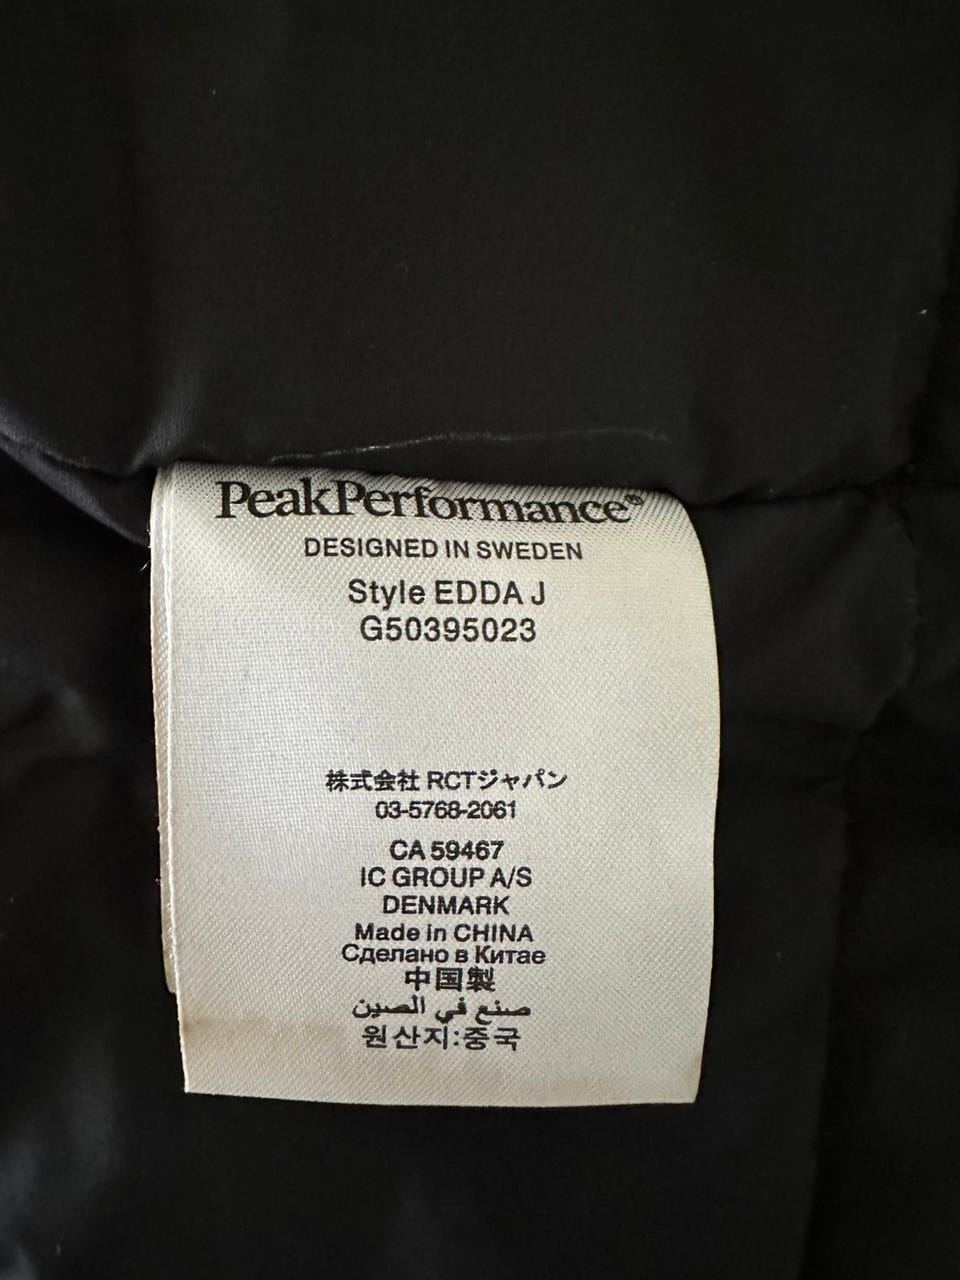 PeakPerformance®
DESIGNED IN SWEDEN
Style EDDA J
G50395023
株式会社 RCTジャパン
03-5768-2061
CA 59467
IC GROUP A/S
DENMARK
Made in CHINA
Сделано в Китае
中国製
صنع في الصين
원산지:중국